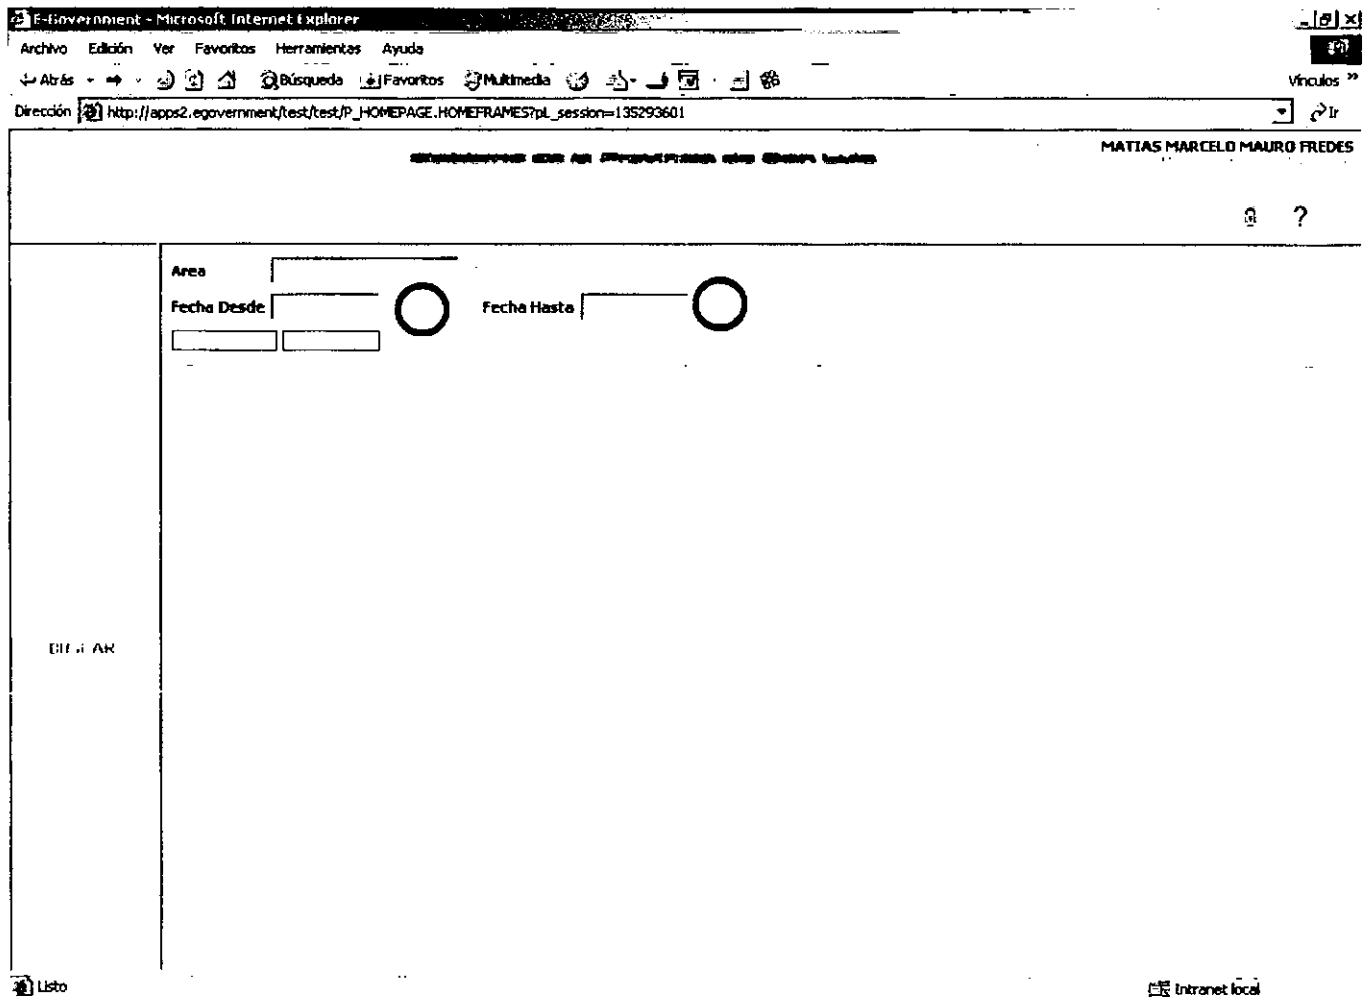 E-Government - Microsoft Internet Explorer
Archivo Edición Ver Favoritos Herramientas Ayuda
Atrás Búsqueda Favoritos Multimedia Vínculos »
Dirección http://apps2.egovernment/test/test/P_HOMEPAGE.HOMEFRAMES?pL_session=135293601 Ir
MATIAS MARCELO MAURO FREDES
?
Area
Fecha Desde Fecha Hasta
Listo Intranet local